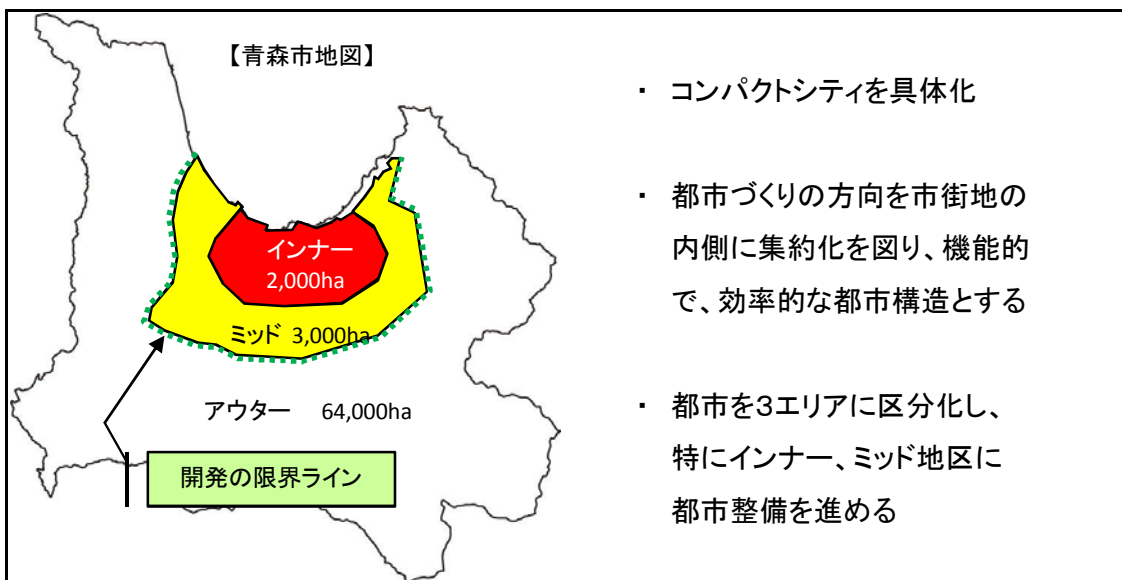 【青森市地図】
インナー
2,000ha
ミッド 3,000ha
アウター 64,000ha
開発の限界ライン
・ コンパクトシティを具体化
・ 都市づくりの方向を市街地の
内側に集約化を図り、機能的
で、効率的な都市構造とする
・ 都市を3エリアに区分化し、
特にインナー、ミッド地区に
都市整備を進める